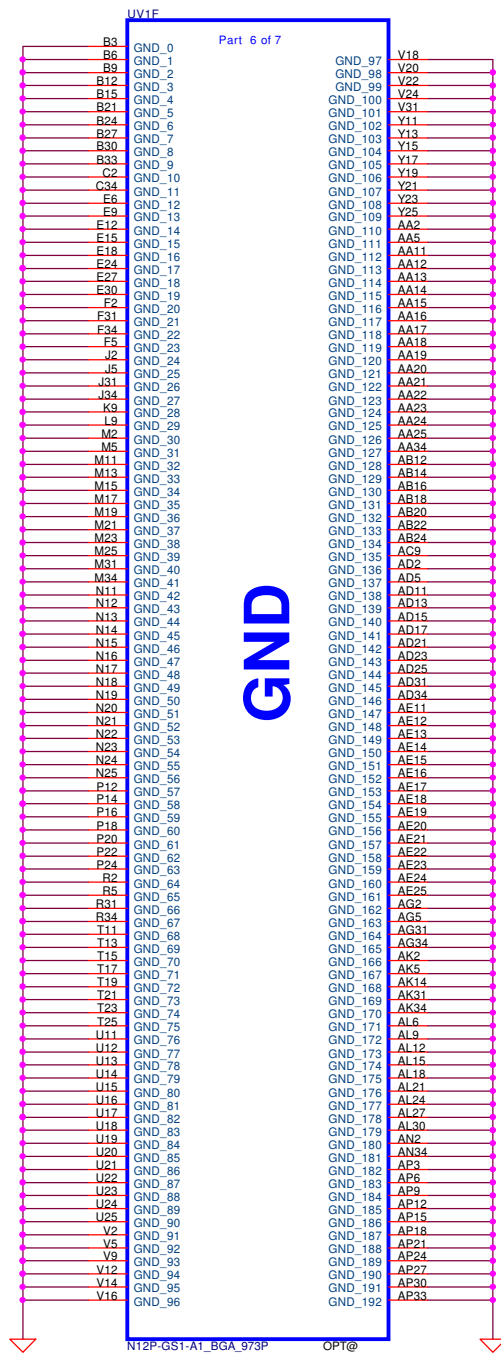 UV1F
Part 6 of 7
B3 GND_0
B6 GND_1
B9 GND_2
B12 GND_3
B15 GND_4
B21 GND_5
B24 GND_6
B27 GND_7
B30 GND_8
B33 GND_9
C2 GND_10
C34 GND_11
E6 GND_12
E9 GND_13
E12 GND_14
E15 GND_15
E18 GND_16
E24 GND_17
E27 GND_18
E30 GND_19
F2 GND_20
F31 GND_21
F34 GND_22
F5 GND_23
J2 GND_24
J5 GND_25
J31 GND_26
J34 GND_27
K9 GND_28
L9 GND_29
M2 GND_30
M5 GND_31
M11 GND_32
M13 GND_33
M15 GND_34
M17 GND_35
M19 GND_36
M21 GND_37
M23 GND_38
M25 GND_39
M31 GND_40
M34 GND_41
N11 GND_42
N12 GND_43
N13 GND_44
N14 GND_45
N15 GND_46
N16 GND_47
N17 GND_48
N18 GND_49
N19 GND_50
N20 GND_51
N21 GND_52
N22 GND_53
N23 GND_54
N24 GND_55
N25 GND_56
P12 GND_57
P14 GND_58
P16 GND_59
P18 GND_60
P20 GND_61
P22 GND_62
P24 GND_63
R2 GND_64
R5 GND_65
R31 GND_66
R34 GND_67
T11 GND_68
T13 GND_69
T15 GND_70
T17 GND_71
T19 GND_72
T21 GND_73
T23 GND_74
T25 GND_75
U11 GND_76
U12 GND_77
U13 GND_78
U14 GND_79
U15 GND_80
U16 GND_81
U17 GND_82
U18 GND_83
U19 GND_84
U20 GND_85
U21 GND_86
U22 GND_87
U23 GND_88
U24 GND_89
U25 GND_90
V2 GND_91
V5 GND_92
V9 GND_93
V12 GND_94
V14 GND_95
V16 GND_96
GND
GND_97 V18
GND_98 V20
GND_99 V22
GND_100 V24
GND_101 V31
GND_102 Y11
GND_103 Y13
GND_104 Y15
GND_105 Y17
GND_106 Y19
GND_107 Y21
GND_108 Y23
GND_109 Y25
GND_110 AA2
GND_111 AA5
GND_112 AA11
GND_113 AA12
GND_114 AA13
GND_115 AA14
GND_116 AA15
GND_117 AA16
GND_118 AA17
GND_119 AA18
GND_120 AA19
GND_121 AA20
GND_122 AA21
GND_123 AA22
GND_124 AA23
GND_125 AA24
GND_126 AA25
GND_127 AA34
GND_128 AB12
GND_129 AB14
GND_130 AB16
GND_131 AB18
GND_132 AB20
GND_133 AB22
GND_134 AB24
GND_135 AC9
GND_136 AD2
GND_137 AD5
GND_138 AD11
GND_139 AD13
GND_140 AD15
GND_141 AD17
GND_142 AD21
GND_143 AD23
GND_144 AD25
GND_145 AD31
GND_146 AD34
GND_147 AE11
GND_148 AE12
GND_149 AE13
GND_150 AE14
GND_151 AE15
GND_152 AE16
GND_153 AE17
GND_154 AE18
GND_155 AE19
GND_156 AE20
GND_157 AE21
GND_158 AE22
GND_159 AE23
GND_160 AE24
GND_161 AE25
GND_162 AG2
GND_163 AG5
GND_164 AG31
GND_165 AG34
GND_166 AK2
GND_167 AK5
GND_168 AK14
GND_169 AK31
GND_170 AK34
GND_171 AL6
GND_172 AL9
GND_173 AL12
GND_174 AL15
GND_175 AL18
GND_176 AL21
GND_177 AL24
GND_178 AL27
GND_179 AL30
GND_180 AN2
GND_181 AN34
GND_182 AP3
GND_183 AP6
GND_184 AP9
GND_185 AP12
GND_186 AP15
GND_187 AP18
GND_188 AP21
GND_189 AP24
GND_190 AP27
GND_191 AP30
GND_192 AP33
N12P-GS1-A1_BGA_973P OPT@